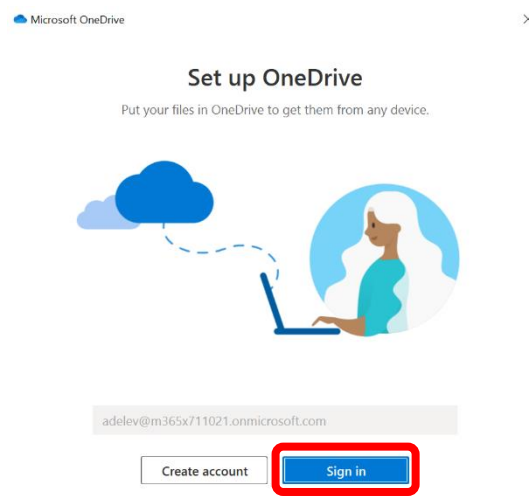 Microsoft OneDrive
Set up OneDrive
Put your files in OneDrive to get them from any device.
adelev@m365x711021.onmicrosoft.com
Create account
Sign in